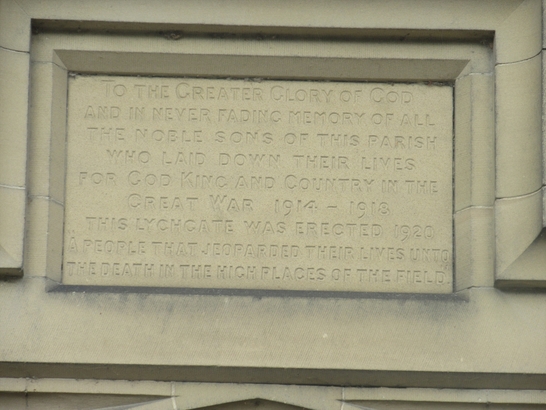 To the Greater Glory of God
and in never fading memory of all
the noble sons of this parish
who laid down their lives
for God King and Country in the
Great War 1914 - 1918
This lychgate was erected 1920
"A people that jeoparded their lives unto
the death in the high places of the field